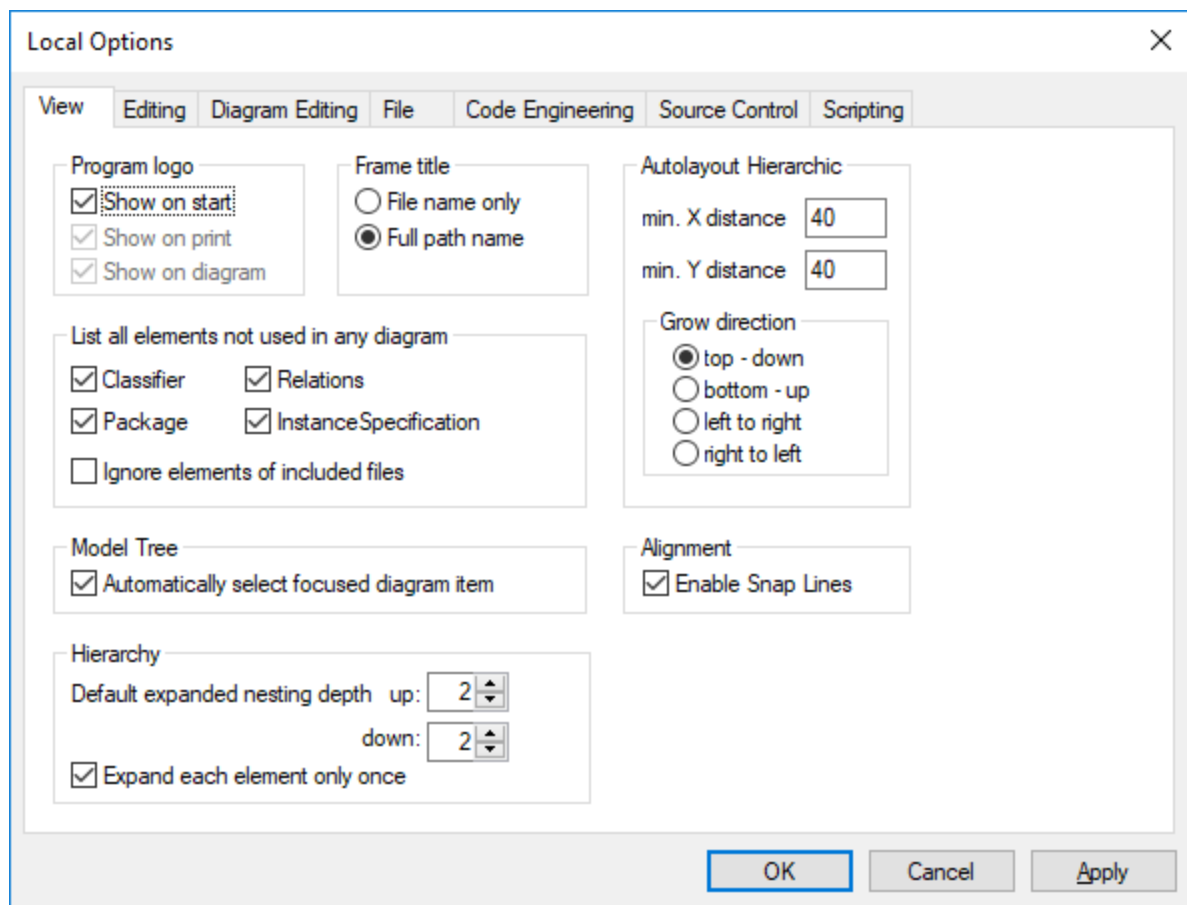 Local Options
View Editing Diagram Editing File Code Engineering Source Control Scripting
Program logo
Show on start
Show on print
Show on diagram
Frame title
File name only
Full path name
Autolayout Hierarchic
min. X distance 40
min. Y distance 40
Grow direction
top - down
bottom - up
left to right
right to left
List all elements not used in any diagram
Classifier Relations
Package InstanceSpecification
Ignore elements of included files
Model Tree
Automatically select focused diagram item
Alignment
Enable Snap Lines
Hierarchy
Default expanded nesting depth up: 2
down: 2
Expand each element only once
OK Cancel Apply